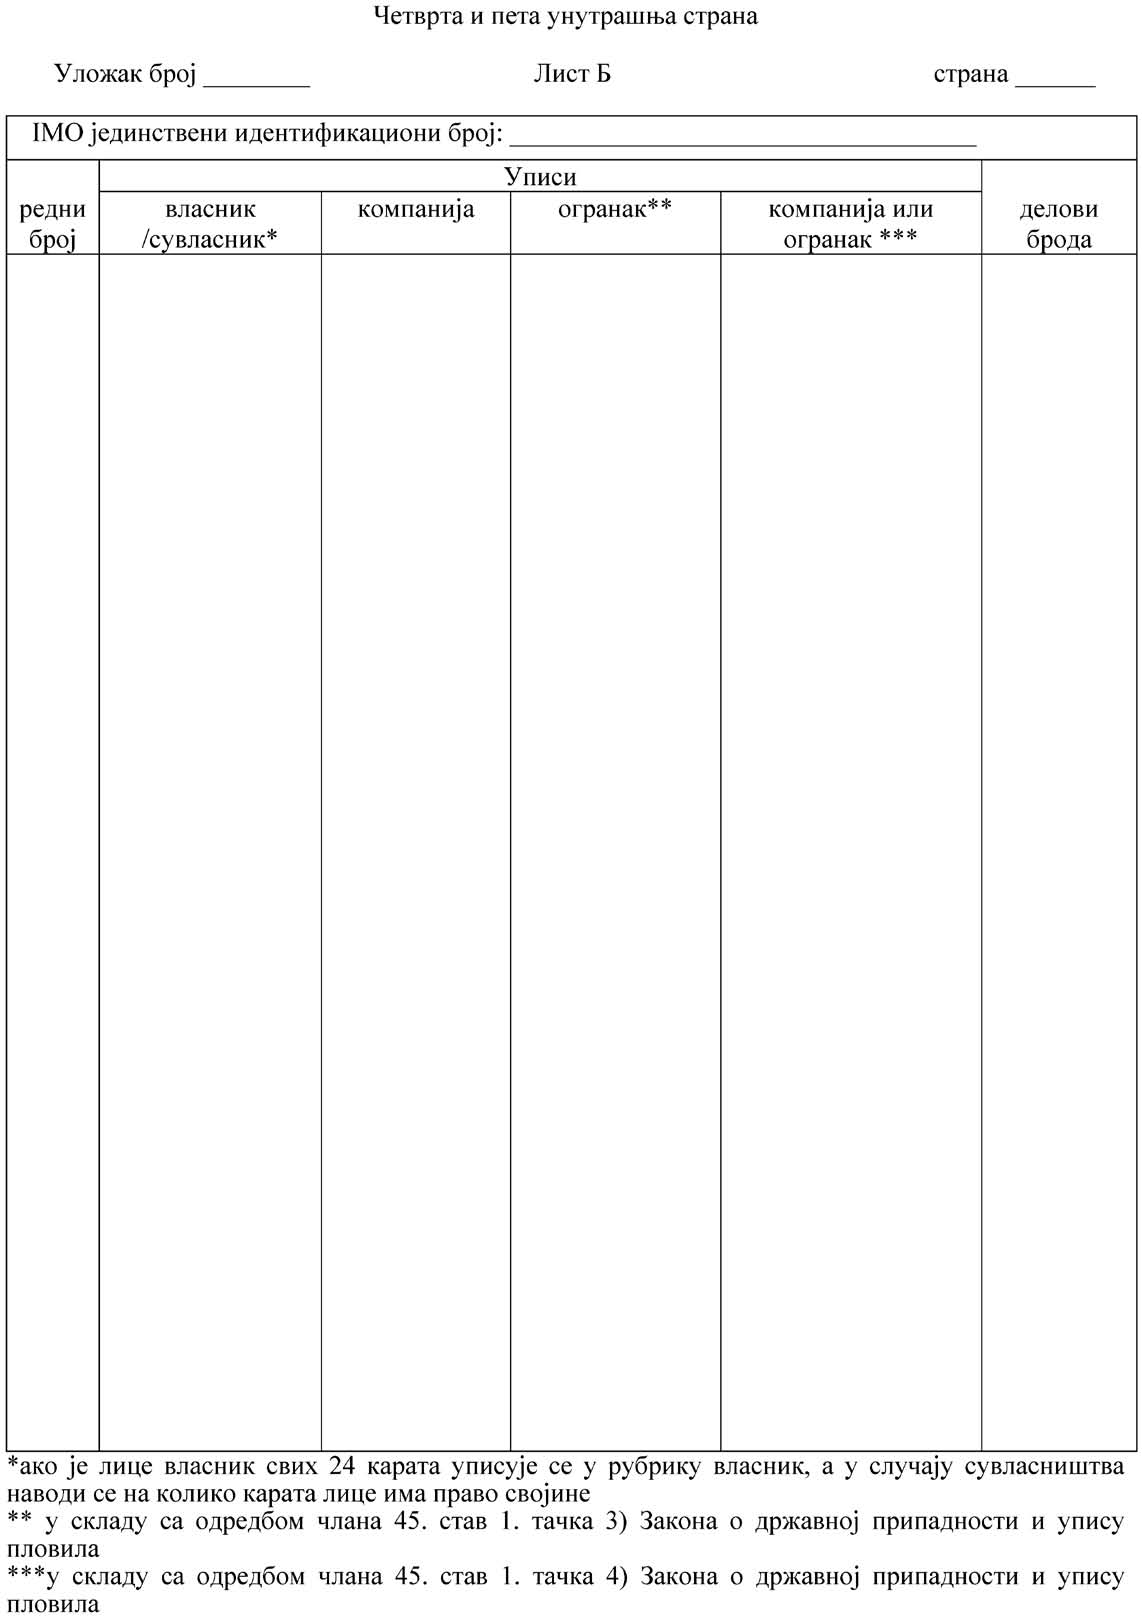 Четврта и пета унутрашња страна
Уложак број ________ Лист Б страна ______
IMO јединствени идентификациони број: ___________________________________
Уписи
редни број
власник /сувласник*
компанија
огранак**
компанија или огранак ***
делови брода
*ако је лице власник свих 24 карата уписује се у рубрику власник, а у случају сувласништва
наводи се на колико карата лице има право својине
** у складу са одредбом члана 45. став 1. тачка 3) Закона о државној припадности и упису
пловила
***у складу са одредбом члана 45. став 1. тачка 4) Закона о државној припадности и упису
пловила